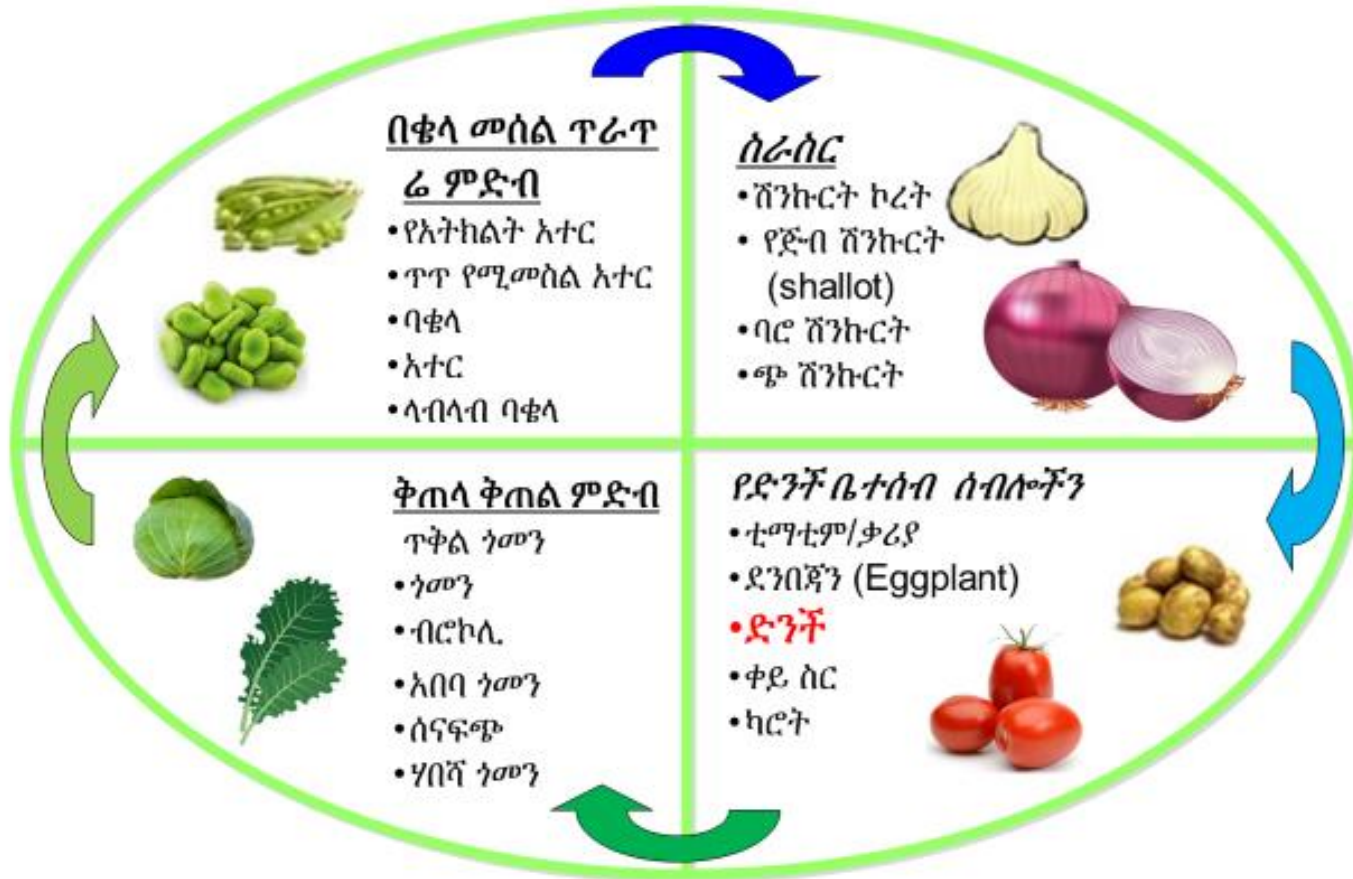 በቄላ መሰል ጥራጥ
ሬ ምድብ
•የአትክልት አተር
•ጥጥ የሚመስል አተር
•ባቄላ
•አተር
•ላብላብ ባቄላ
ስራስር
•ሽንኩርት ኮረት
• የጅብ ሽንኩርት
(shallot)
•ባሮ ሽንኩርት
•ጭ ሽንኩርት
ቅጠላ ቅጠል ምድብ
ጥቅል ጎመን
•ጎመን
•ብሮኮሊ
•አበባ ጎመን
•ሰናፍጭ
•ሃበሻ ጎመን
የድንች ቤተሰብ ሰብሎችን
•ቲማቲም/ቃሪያ
•ደንበጃን (Eggplant)
•ድንች
•ቀይ ስር
•ካሮት